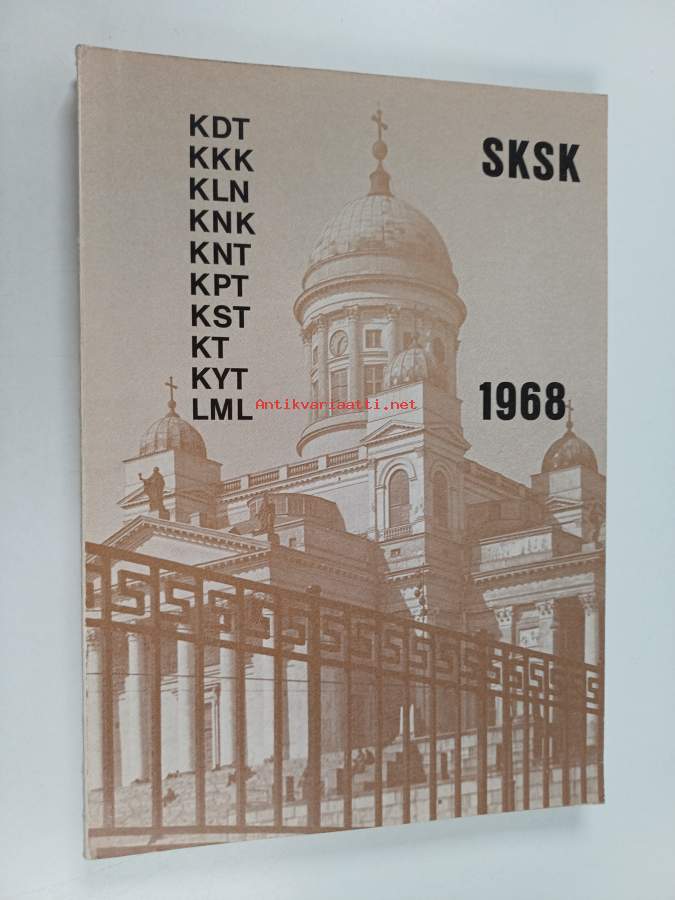 KDT
KKK
KLN
KNK
KNT
KPT
KST
KT
KYT
LML
SKSK
1968
Antikvariaatti.net